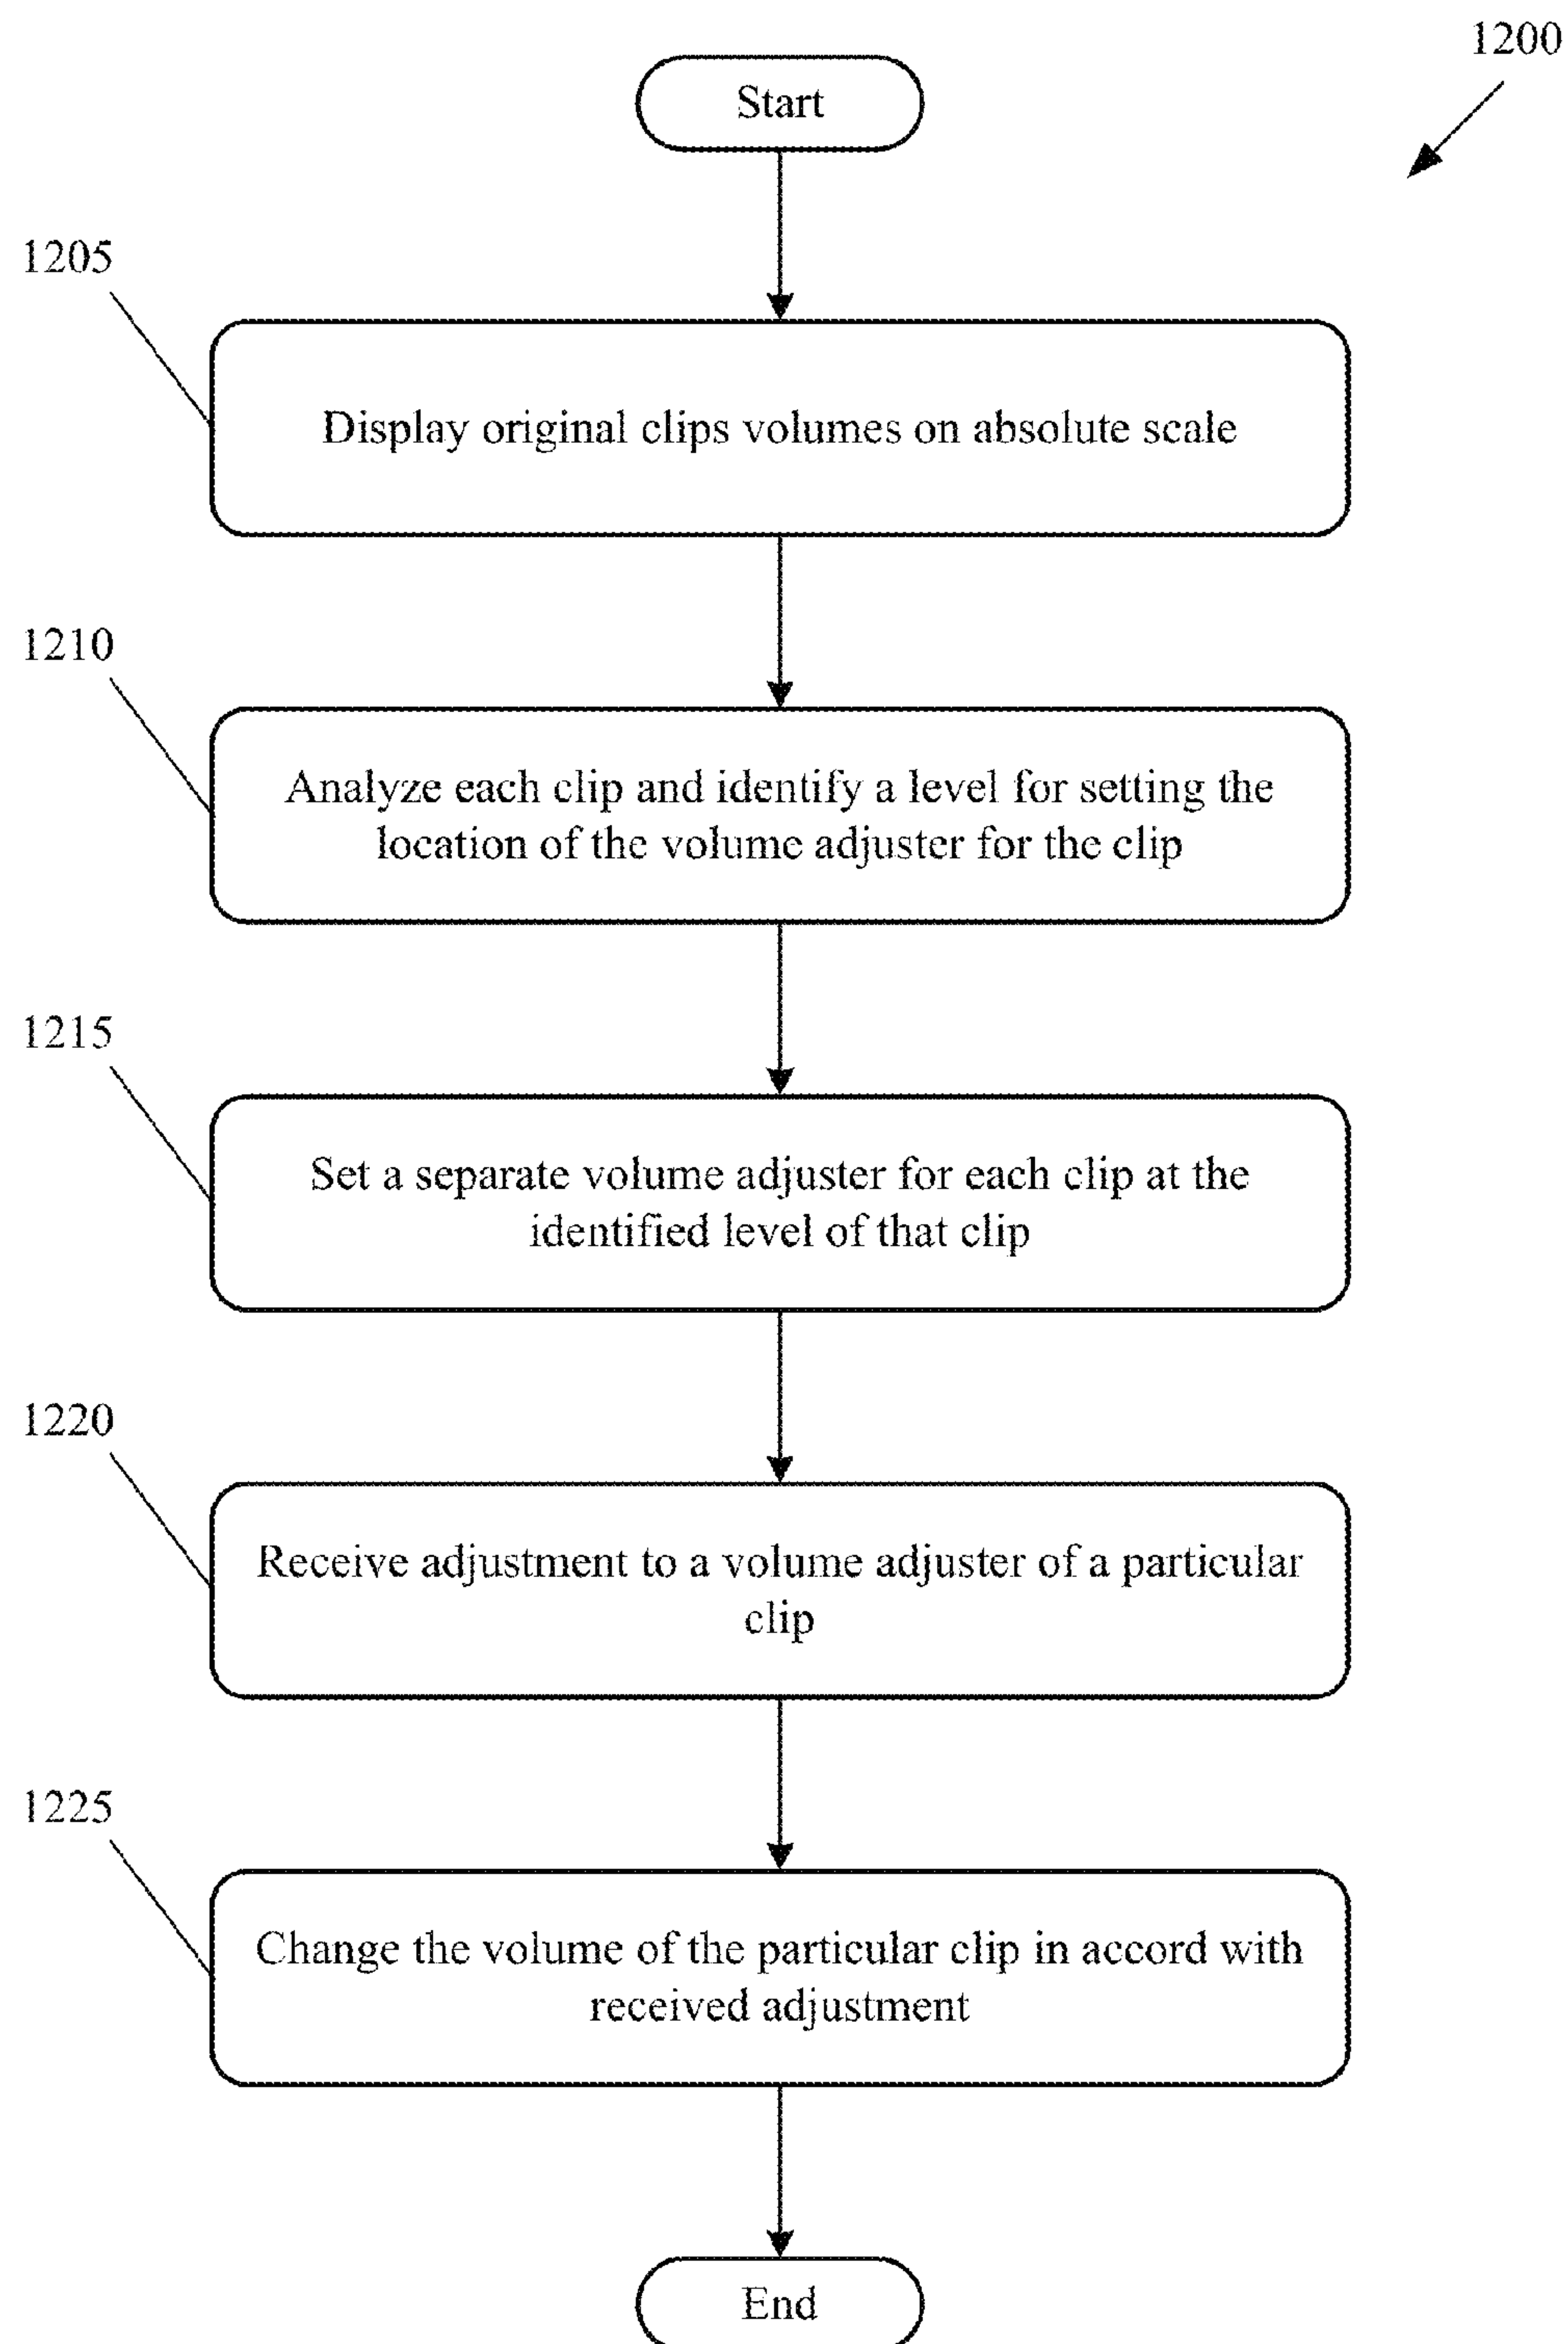 1200
Start
1205
Display original clips volumes on absolute scale
1210
Analyze each clip and identify a level for setting the
location of the volume adjuster for the clip
1215
Set a separate volume adjuster for each clip at the
identified level of that clip
1220
Receive adjustment to a volume adjuster of a particular
clip
1225
Change the volume of the particular clip in accord with
received adjustment
End